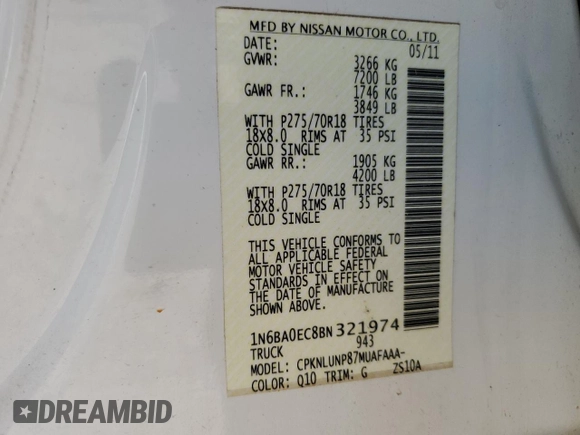 MFD BY NISSAN MOTOR CO., LTD.
DATE: 05/11
GVWR: 3266 KG
7200 LB
GAWR FR.: 1746 KG
3849 LB
WITH P275/70R18 TIRES
18X8.0 RIMS AT 35 PSI
COLD SINGLE
GAWR RR.: 1905 KG
4200 LB
WITH P275/70R18 TIRES
18X8.0 RIMS AT 35 PSI
COLD SINGLE
THIS VEHICLE CONFORMS TO
ALL APPLICABLE FEDERAL
MOTOR VEHICLE SAFETY
STANDARDS IN EFFECT ON
THE DATE OF MANUFACTURE
SHOWN ABOVE.
1N6BA0EC8BN321974
TRUCK 943
MODEL: CPKNLUNP87MUAFAAA-
COLOR: Q10 TRIM: G ZS10A
DREAMBID